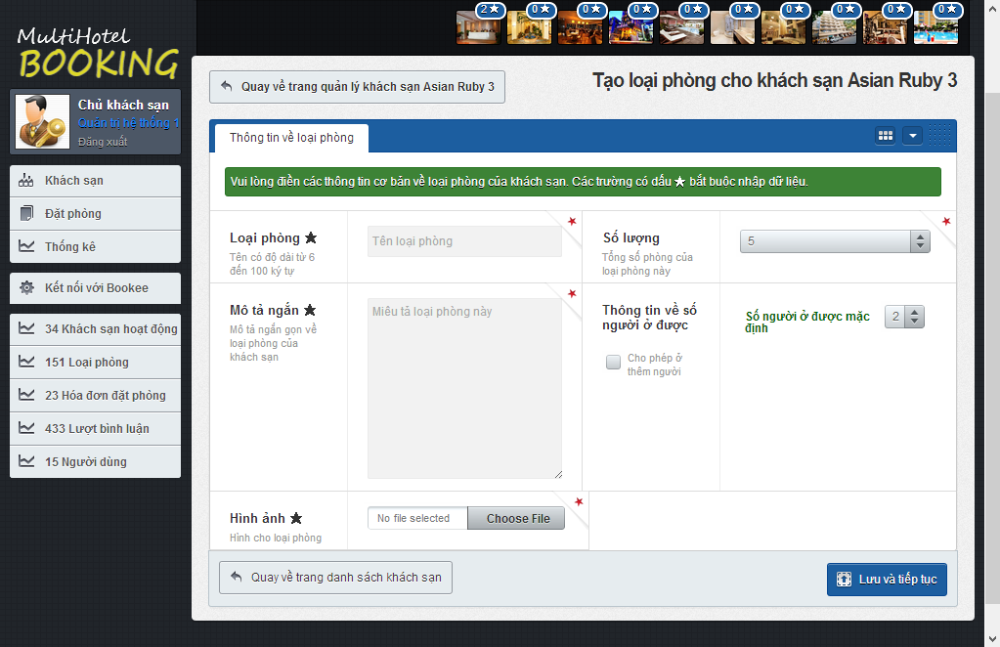 MultiHotel
BOOKING
2★ 0★ 0★ 0★ 0★ 0★ 0★ 0★ 0★ 0★
Chủ khách sạn
Quản trị hệ thống 1
Đăng xuất
Khách sạn
Đặt phòng
Thống kê
Kết nối với Bookee
34 Khách sạn hoạt động
151 Loại phòng
23 Hóa đơn đặt phòng
433 Lượt bình luận
15 Người dùng
Quay về trang quản lý khách sạn Asian Ruby 3
Tạo loại phòng cho khách sạn Asian Ruby 3
Thông tin về loại phòng
Vui lòng điền các thông tin cơ bản về loại phòng của khách sạn. Các trường có dấu ★ bắt buộc nhập dữ liệu.
Loại phòng ★
Tên có độ dài từ 6
đến 100 ký tự
Tên loại phòng
Số lượng
Tổng số phòng của
loại phòng này
5
Mô tả ngắn ★
Mô tả ngắn gọn về
loại phòng của
khách sạn
Miêu tả loại phòng này
Thông tin về số
người ở được
Cho phép ở
thêm người
Số người ở được mặc
định
2
Hình ảnh ★
Hình cho loại phòng
No file selected
Choose File
Quay về trang danh sách khách sạn
Lưu và tiếp tục